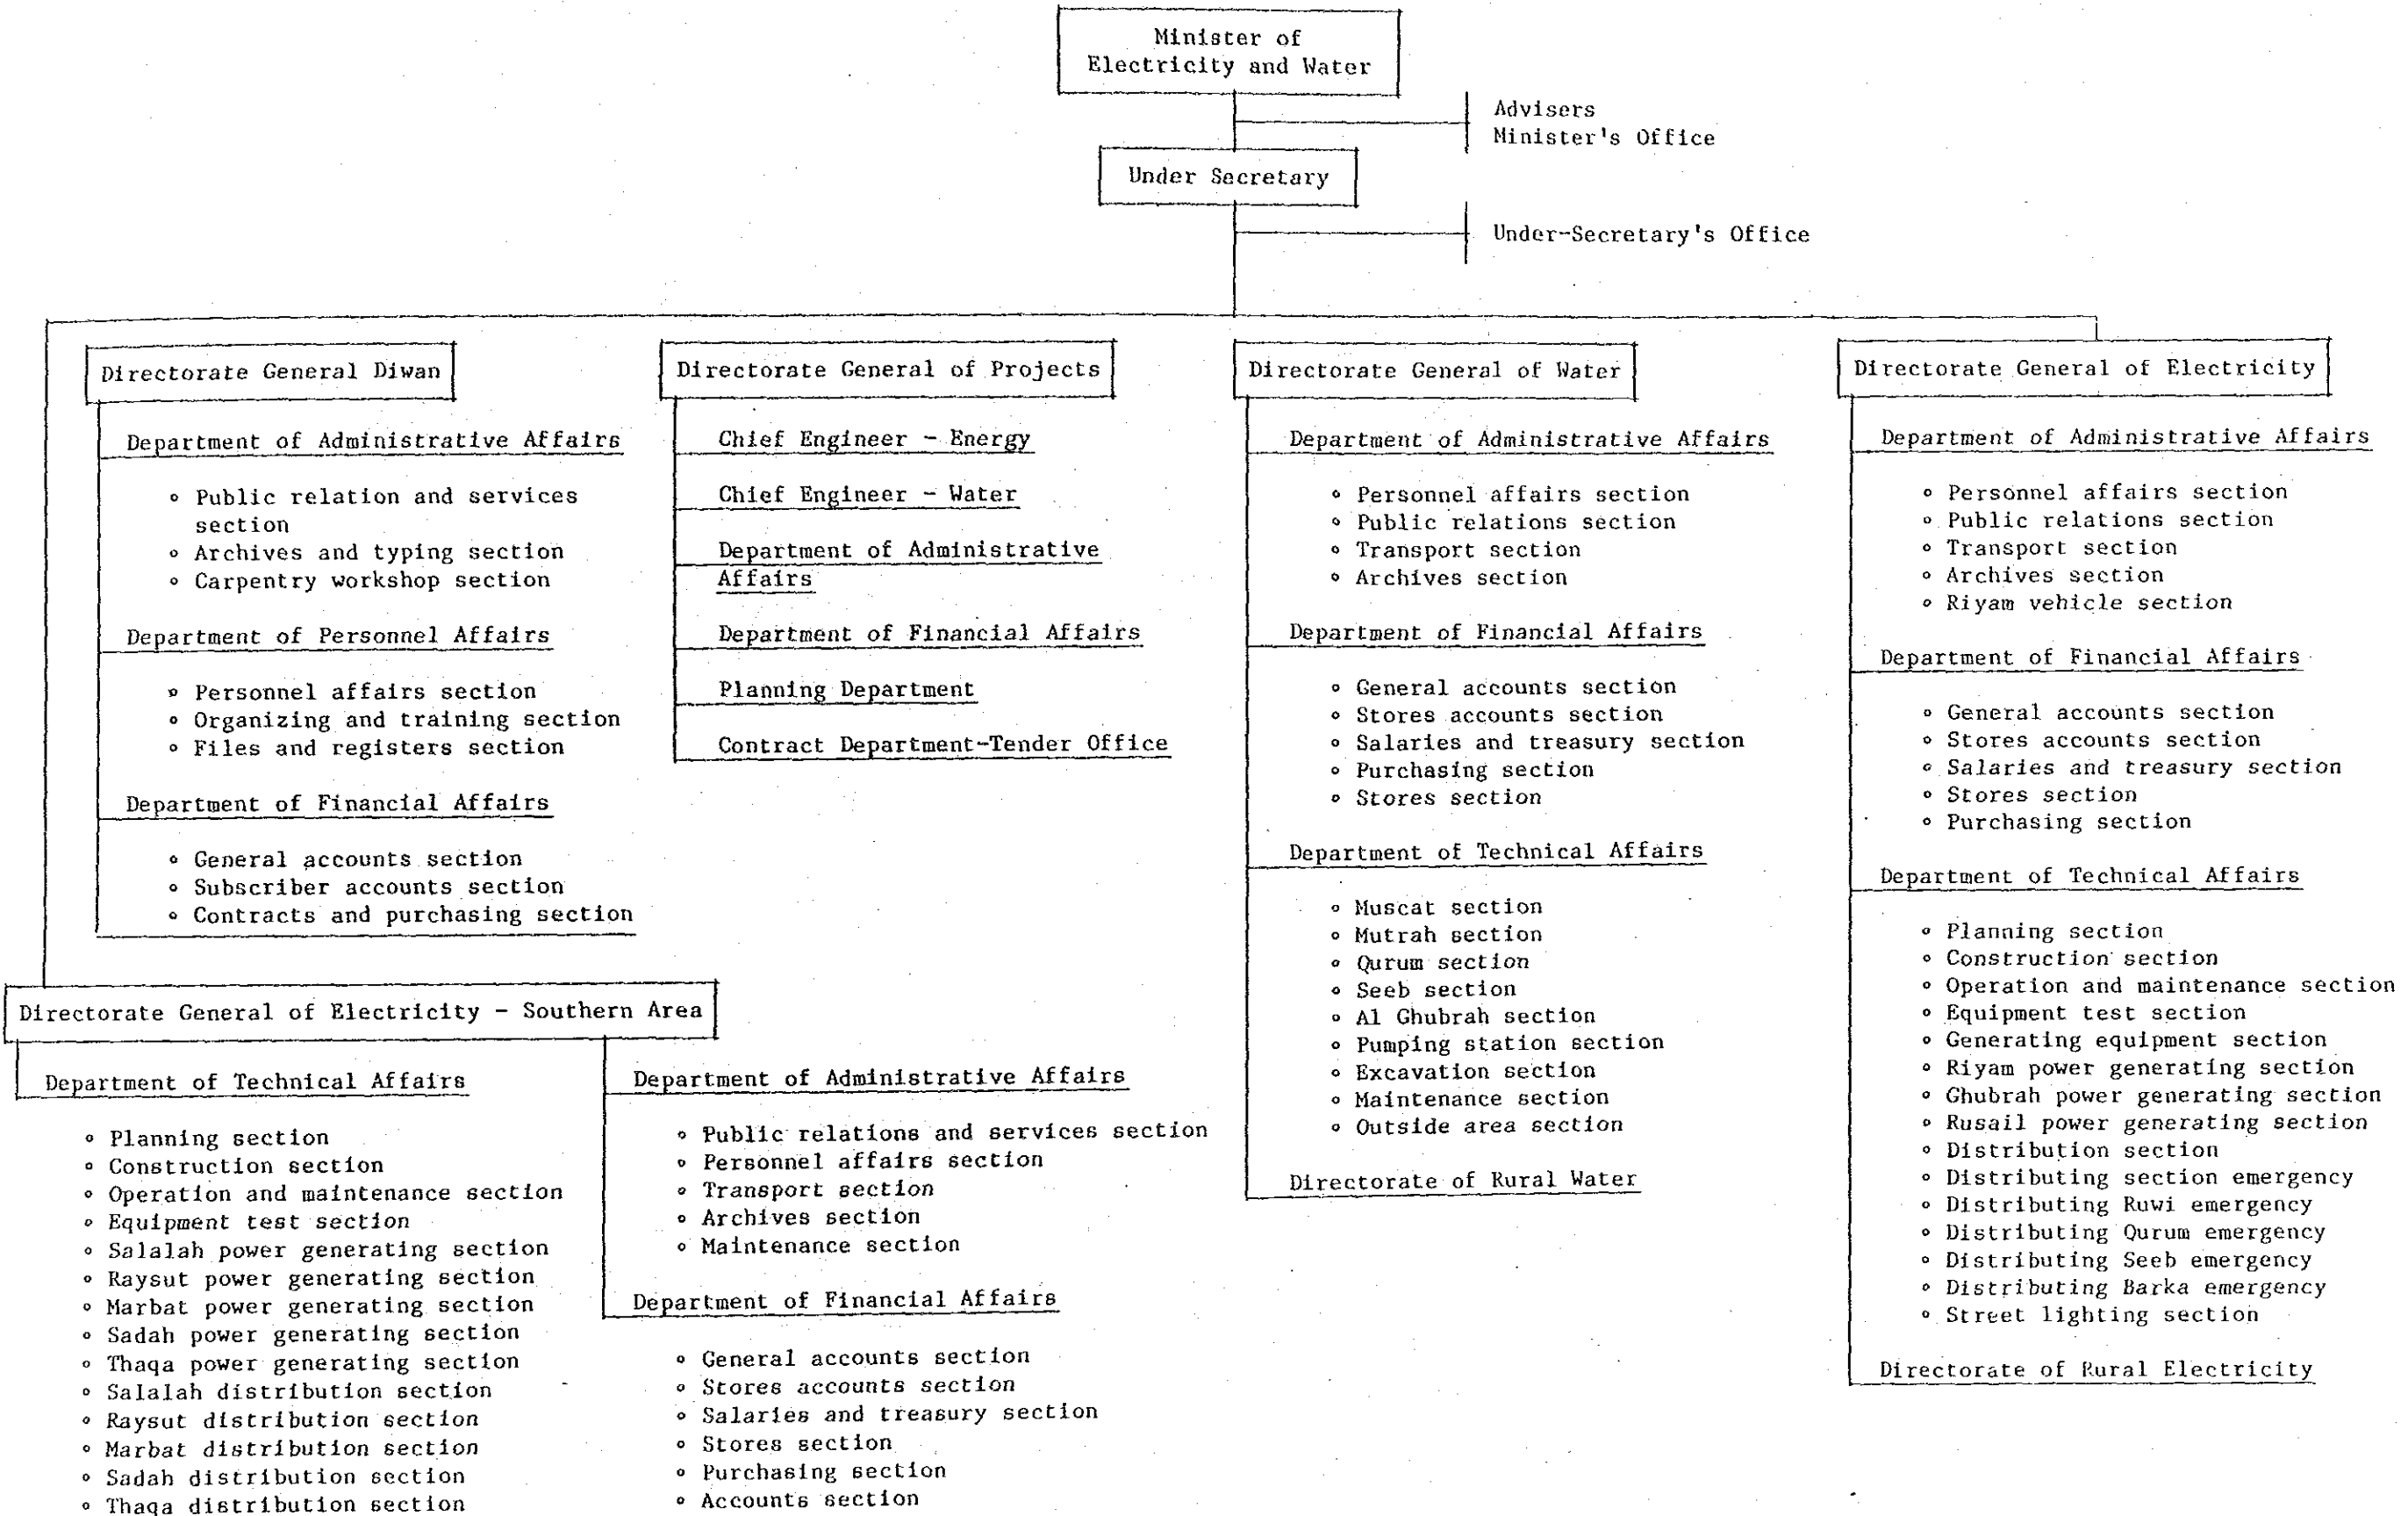 Minister of
Electricity and Water
Advisers
Minister's Office
Under Secretary
Under-Secretary's Office
Directorate General Diwan
Department of Administrative Affairs
° Public relation and services
section
° Archives and typing section
° Carpentry workshop section
Department of Personnel Affairs
° Personnel affairs section
° Organizing and training section
° Files and registers section
Department of Financial Affairs
° General accounts section
° Subscriber accounts section
° Contracts and purchasing section
Directorate General of Projects
Chief Engineer - Energy
Chief Engineer - Water
Department of Administrative
Affairs
Department of Financial Affairs
Planning Department
Contract Department-Tender Office
Directorate General of Water
Department of Administrative Affairs
° Personnel affairs section
° Public relations section
° Transport section
° Archives section
Department of Financial Affairs
° General accounts section
° Stores accounts section
° Salaries and treasury section
° Purchasing section
° Stores section
Department of Technical Affairs
° Muscat section
° Mutrah section
° Qurum section
° Seeb section
° Al Ghubrah section
° Pumping station section
° Excavation section
° Maintenance section
° Outside area section
Directorate of Rural Water
Directorate General of Electricity
Department of Administrative Affairs
° Personnel affairs section
° Public relations section
° Transport section
° Archives section
° Riyam vehicle section
Department of Financial Affairs
° General accounts section
° Stores accounts section
° Salaries and treasury section
° Stores section
° Purchasing section
Department of Technical Affairs
° Planning section
° Construction section
° Operation and maintenance section
° Equipment test section
° Generating equipment section
° Riyam power generating section
° Ghubrah power generating section
° Rusail power generating section
° Distribution section
° Distributing section emergency
° Distributing Ruwi emergency
° Distributing Qurum emergency
° Distributing Seeb emergency
° Distributing Barka emergency
° Street lighting section
Directorate of Rural Electricity
Directorate General of Electricity - Southern Area
Department of Technical Affairs
° Planning section
° Construction section
° Operation and maintenance section
° Equipment test section
° Salalah power generating section
° Raysut power generating section
° Marbat power generating section
° Sadah power generating section
° Thaqa power generating section
° Salalah distribution section
° Raysut distribution section
° Marbat distribution section
° Sadah distribution section
° Thaqa distribution section
Department of Administrative Affairs
° Public relations and services section
° Personnel affairs section
° Transport section
° Archives section
° Maintenance section
Department of Financial Affairs
° General accounts section
° Stores accounts section
° Salaries and treasury section
° Stores section
° Purchasing section
° Accounts section